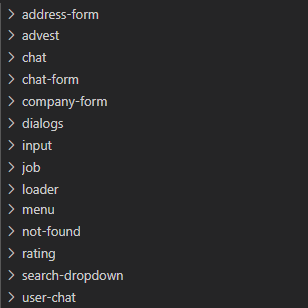 address-form
advest
chat
chat-form
company-form
dialogs
input
job
loader
menu
not-found
rating
search-dropdown
user-chat